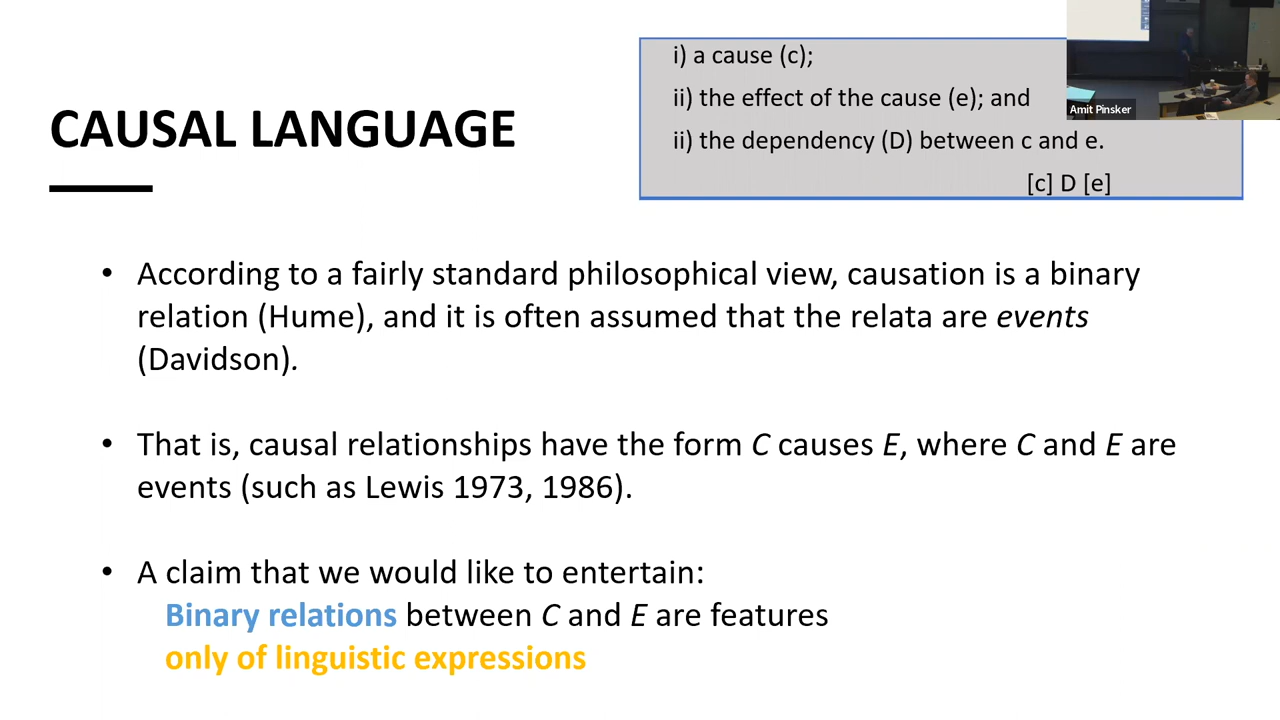 i) a cause (c);
ii) the effect of the cause (e); and
Amit Pinsker
CAUSAL LANGUAGE
ii) the dependency (D) between c and e.
[c] D [e]
• According to a fairly standard philosophical view, causation is a binary
relation (Hume), and it is often assumed that the relata are events
(Davidson).
• That is, causal relationships have the form C causes E, where C and E are
events (such as Lewis 1973, 1986).
• A claim that we would like to entertain:
Binary relations between C and E are features
only of linguistic expressions